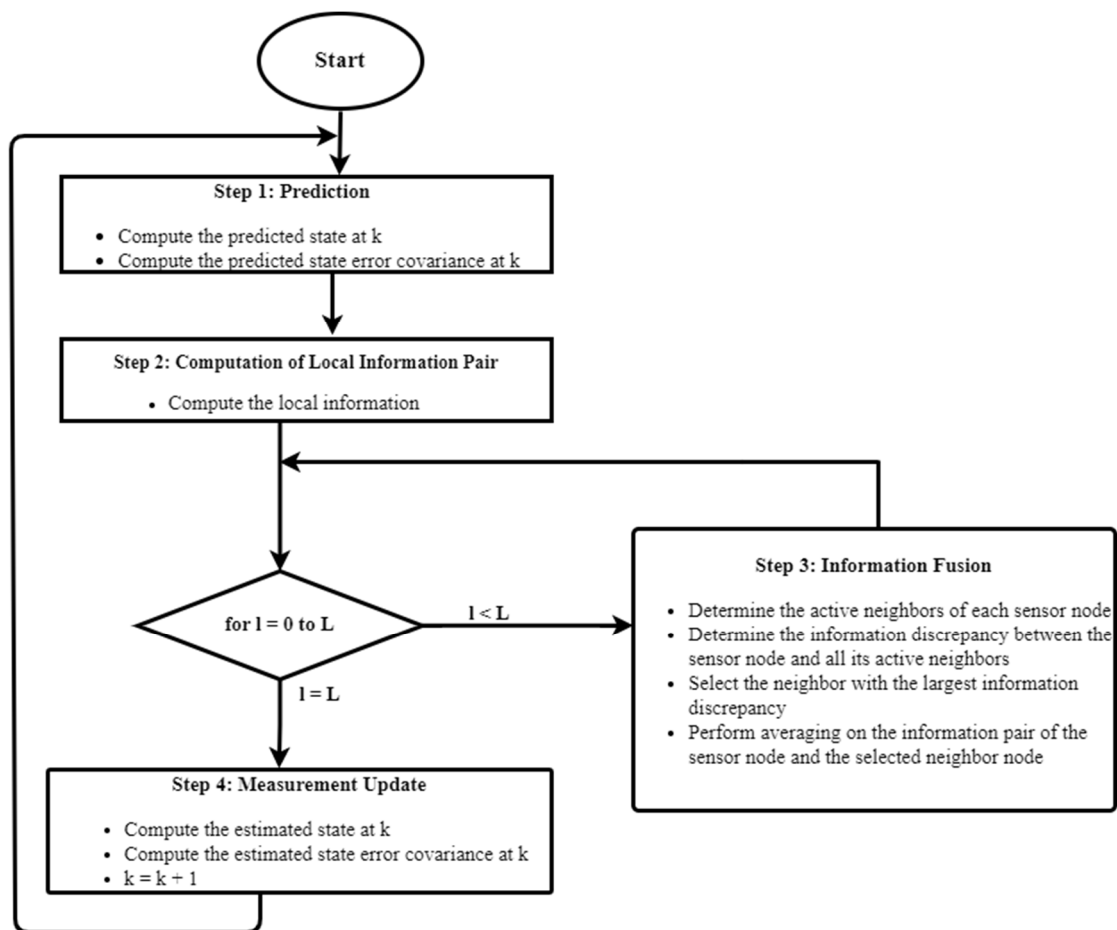 Start
Step 1: Prediction
• Compute the predicted state at k
• Compute the predicted state error covariance at k
Step 2: Computation of Local Information Pair
• Compute the local information
for l = 0 to L
l < L
l = L
Step 3: Information Fusion
• Determine the active neighbors of each sensor node
• Determine the information discrepancy between the
sensor node and all its active neighbors
• Select the neighbor with the largest information
discrepancy
• Perform averaging on the information pair of the
sensor node and the selected neighbor node
Step 4: Measurement Update
• Compute the estimated state at k
• Compute the estimated state error covariance at k
• k = k + 1